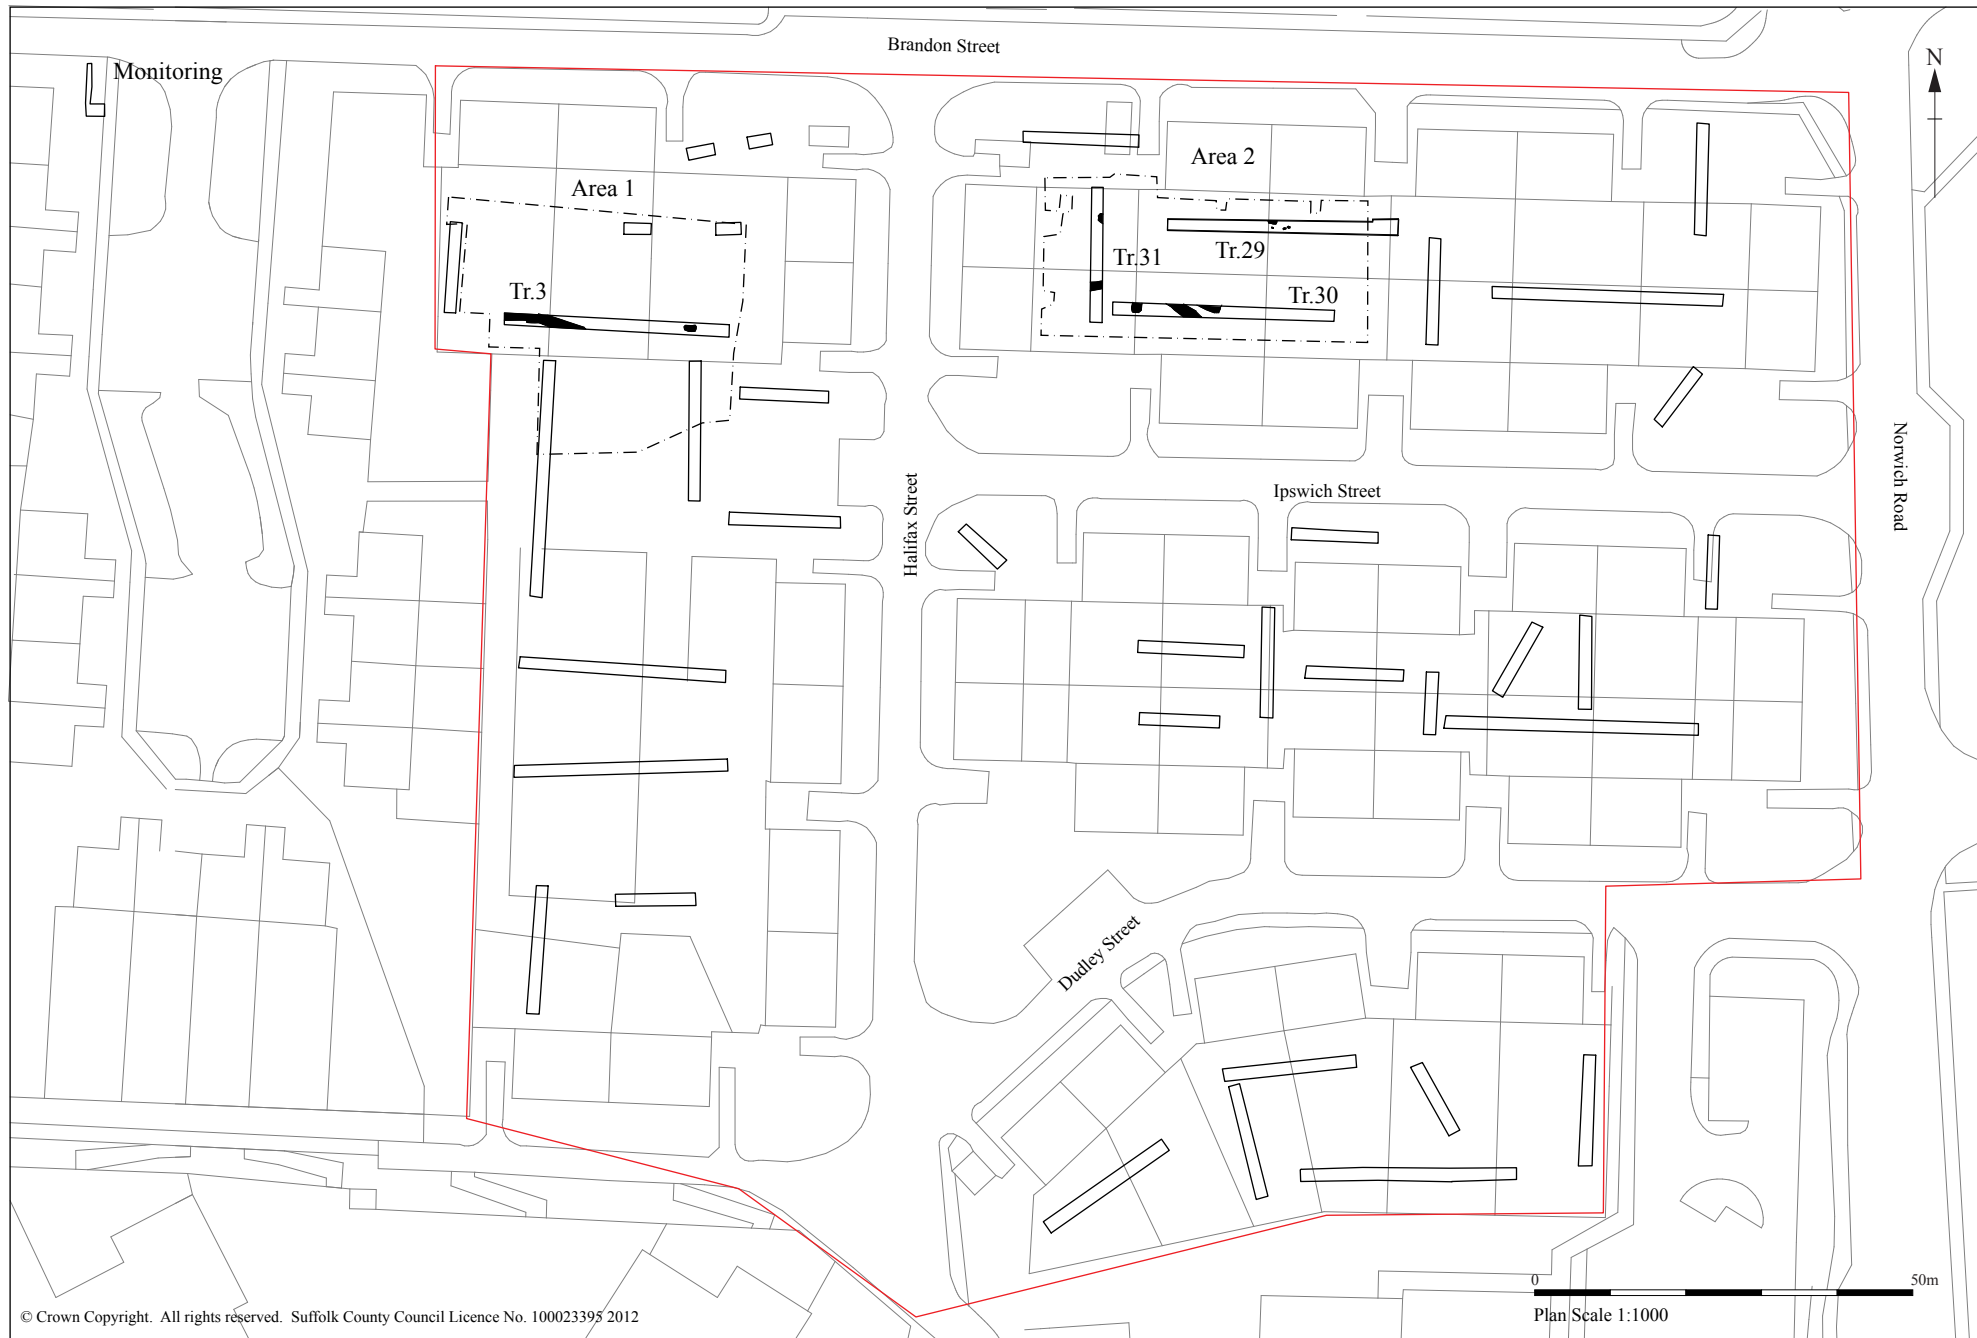 Brandon Street
Monitoring
N
Area 2
Area 1
Tr.29
Tr.31
Tr.3
Tr.30
Norwich Road
Ipswich Street
Halifax Street
Dudley Street
0
50m
Plan Scale 1:1000
© Crown Copyright. All rights reserved. Suffolk County Council Licence No. 100023395 2012